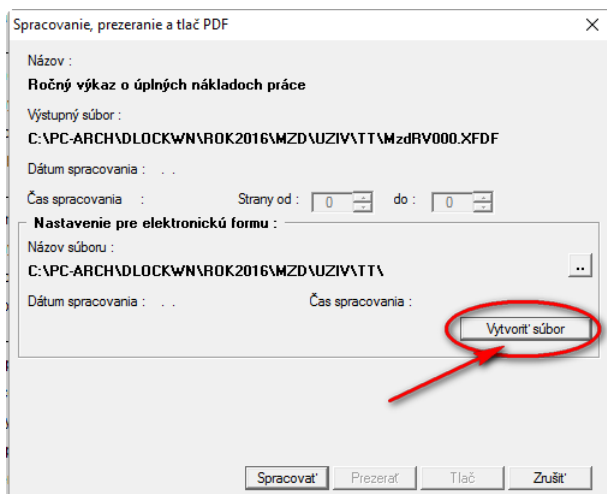 Spracovanie, prezeranie a tlač PDF
Názov :
Ročný výkaz o úplných nákladoch práce
Výstupný súbor :
C:\PC-ARCH\DLOCKWN\ROK2016\MZD\UZIV\TT\MzdRV000.XFDF
Dátum spracovania : . .
Čas spracovania : Strany od : 0 do : 0
Nastavenie pre elektronickú formu :
Názov súboru :
C:\PC-ARCH\DLOCKWN\ROK2016\MZD\UZIV\TT\
..
Dátum spracovania : . . Čas spracovania :
Vytvoriť súbor
Spracovať Prezerať Tlač Zrušiť